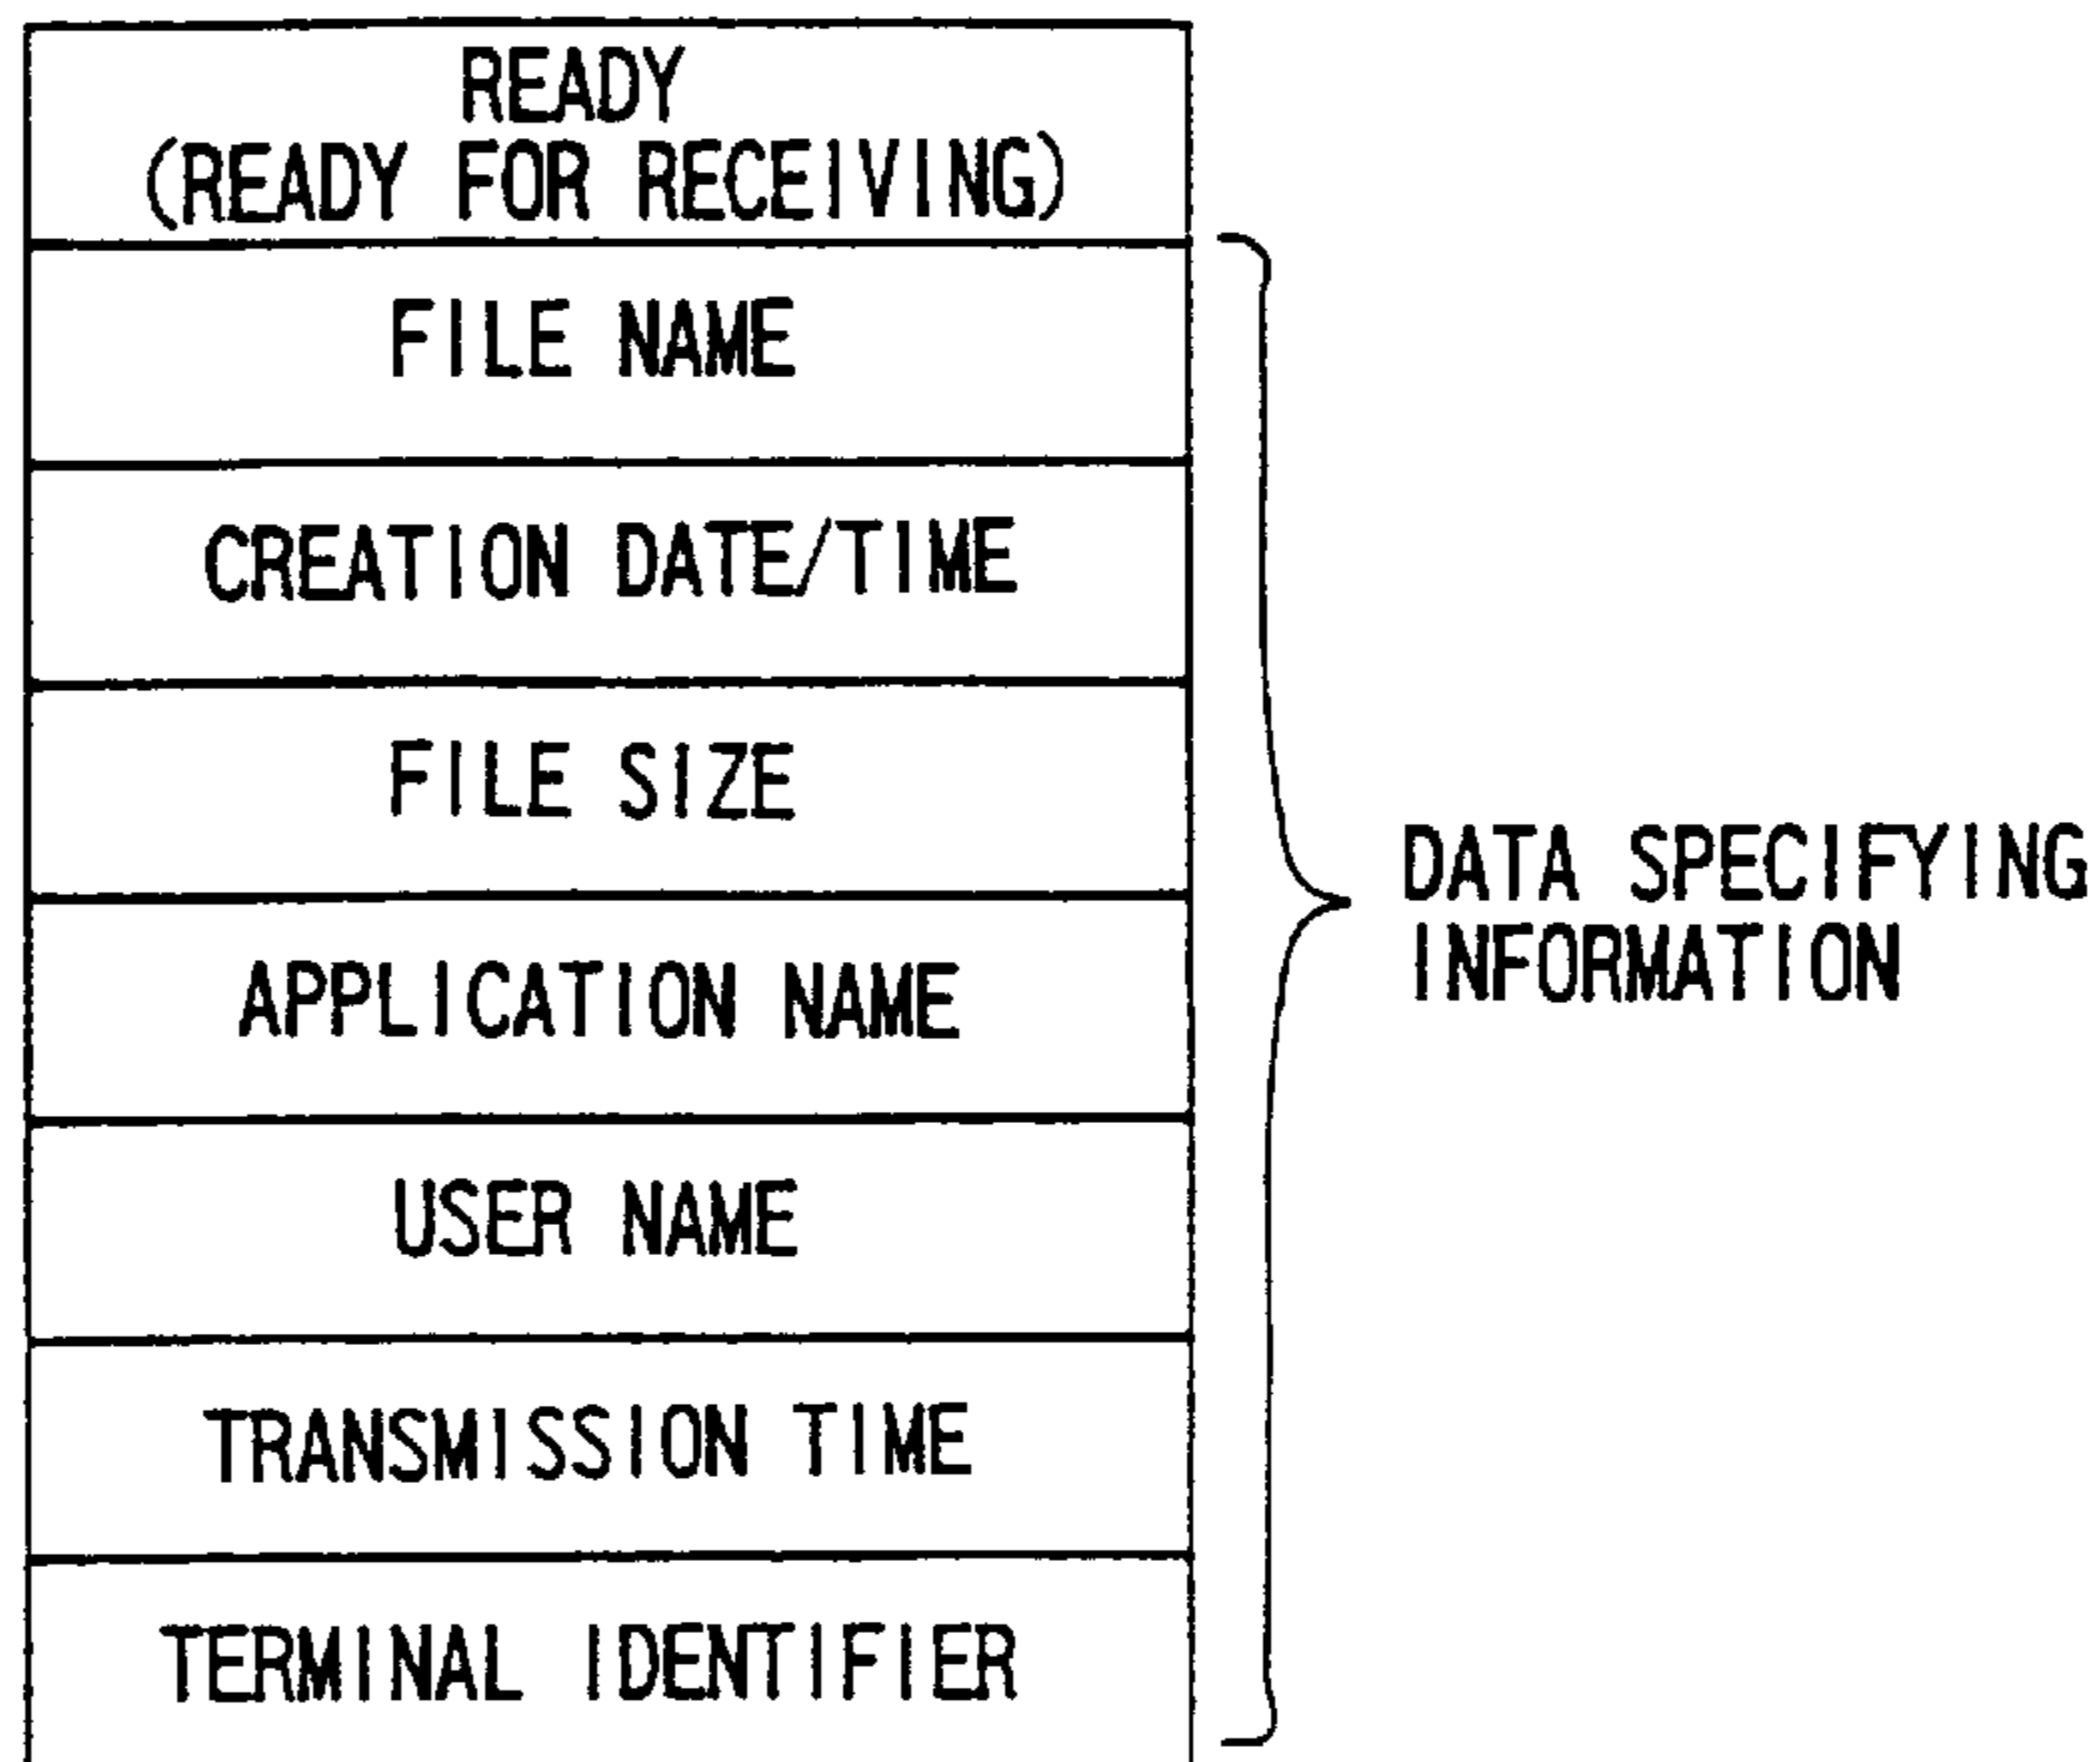 READY
(READY FOR RECEIVING)
FILE NAME
CREATION DATE/TIME
FILE SIZE
APPLICATION NAME
USER NAME
TRANSMISSION TIME
TERMINAL IDENTIFIER
DATA SPECIFYING
INFORMATION